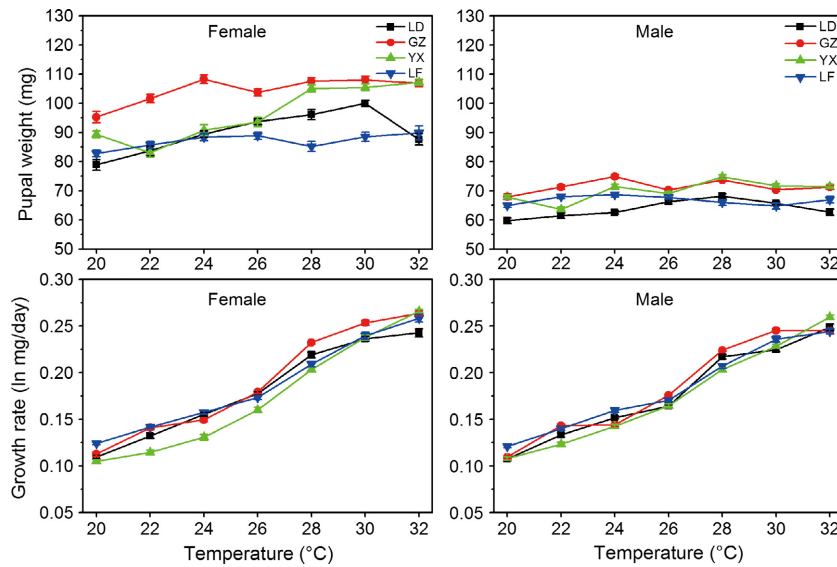 Female
LD
GZ
YX
LF
Pupal weight (mg)
130
120
110
100
90
80
70
60
50
20 22 24 26 28 30 32
Male
LD
GZ
YX
LF
130
120
110
100
90
80
70
60
50
20 22 24 26 28 30 32
Female
Growth rate (ln mg/day)
0.30
0.25
0.20
0.15
0.10
0.05
20 22 24 26 28 30 32
Temperature (°C)
Male
0.30
0.25
0.20
0.15
0.10
0.05
20 22 24 26 28 30 32
Temperature (°C)